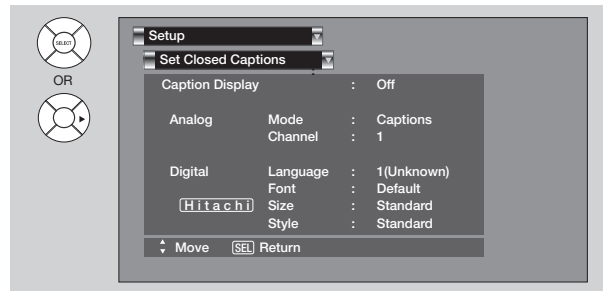 SELECT
OR
Setup
Set Closed Captions
Caption Display : Off
Analog Mode : Captions
Channel : 1
Digital Language : 1(Unknown)
Font : Default
Hitachi Size : Standard
Style : Standard
Move SEL Return